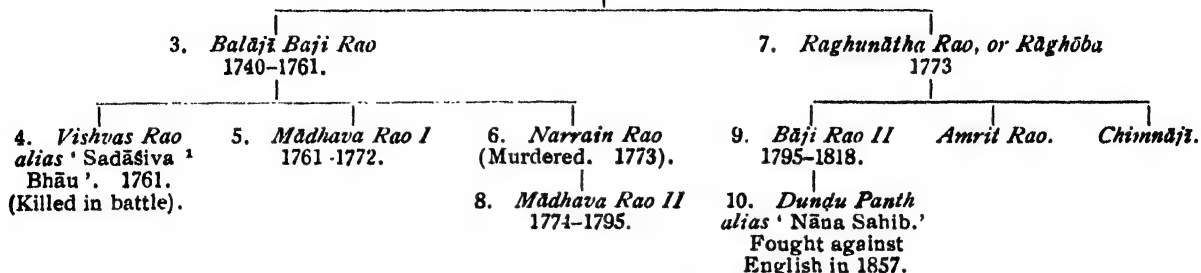 3. Balājī Baji Rao 7. Raghunātha Rao, or Rāghōba
1740–1761. 1773
4. Vishvas Rao 5. Mādhava Rao I 6. Narrain Rao 9. Bāji Rao II Amrit Rao. Chimnājī.
alias ‘Sadāśiva ¹ 1761-1772. (Murdered. 1773). 1795–1818.
Bhāu’. 1761.
(Killed in battle). 8. Mādhava Rao II 10. Dunḍu Panth
1774–1795. alias ‘Nāna Sahib.’
Fought against
English in 1857.